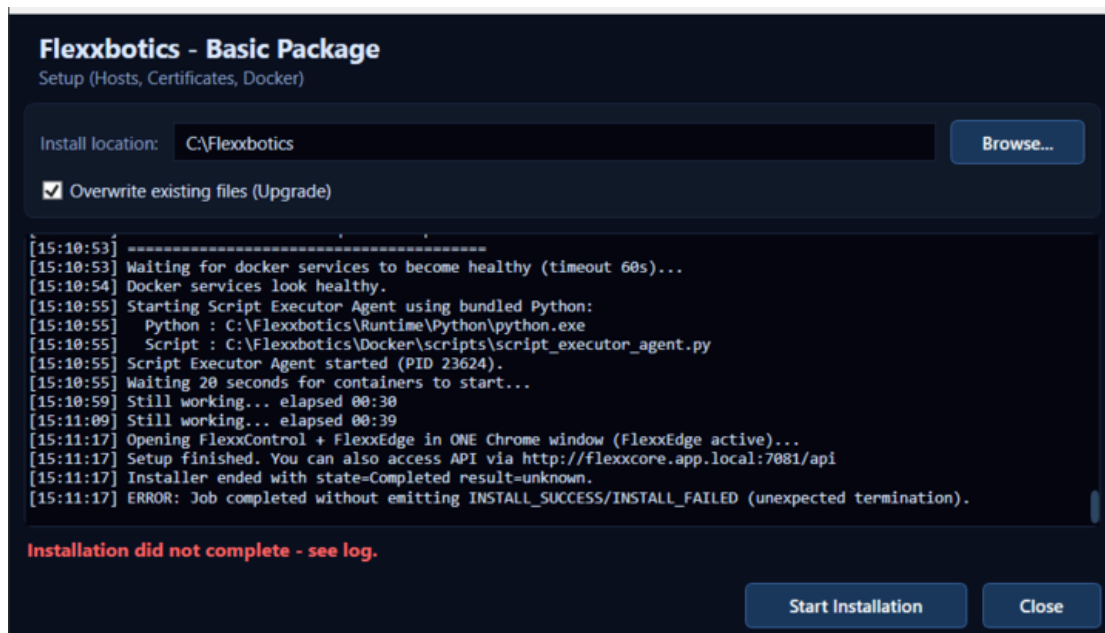 Flexxbotics - Basic Package
Setup (Hosts, Certificates, Docker)
Install location: C:\Flexxbotics Browse...
Overwrite existing files (Upgrade)
[15:10:53] ========================================
[15:10:53] Waiting for docker services to become healthy (timeout 60s)...
[15:10:54] Docker services look healthy.
[15:10:55] Starting Script Executor Agent using bundled Python:
[15:10:55]   Python : C:\Flexxbotics\Runtime\Python\python.exe
[15:10:55]   Script : C:\Flexxbotics\Docker\scripts\script_executor_agent.py
[15:10:55] Script Executor Agent started (PID 23624).
[15:10:55] Waiting 20 seconds for containers to start...
[15:10:59] Still working... elapsed 00:30
[15:11:09] Still working... elapsed 00:39
[15:11:17] Opening FlexxControl + FlexxEdge in ONE Chrome window (FlexxEdge active)...
[15:11:17] Setup finished. You can also access API via http://flexxcore.app.local:7081/api
[15:11:17] Installer ended with state=Completed result=unknown.
[15:11:17] ERROR: Job completed without emitting INSTALL_SUCCESS/INSTALL_FAILED (unexpected termination).
Installation did not complete - see log.
Start Installation Close